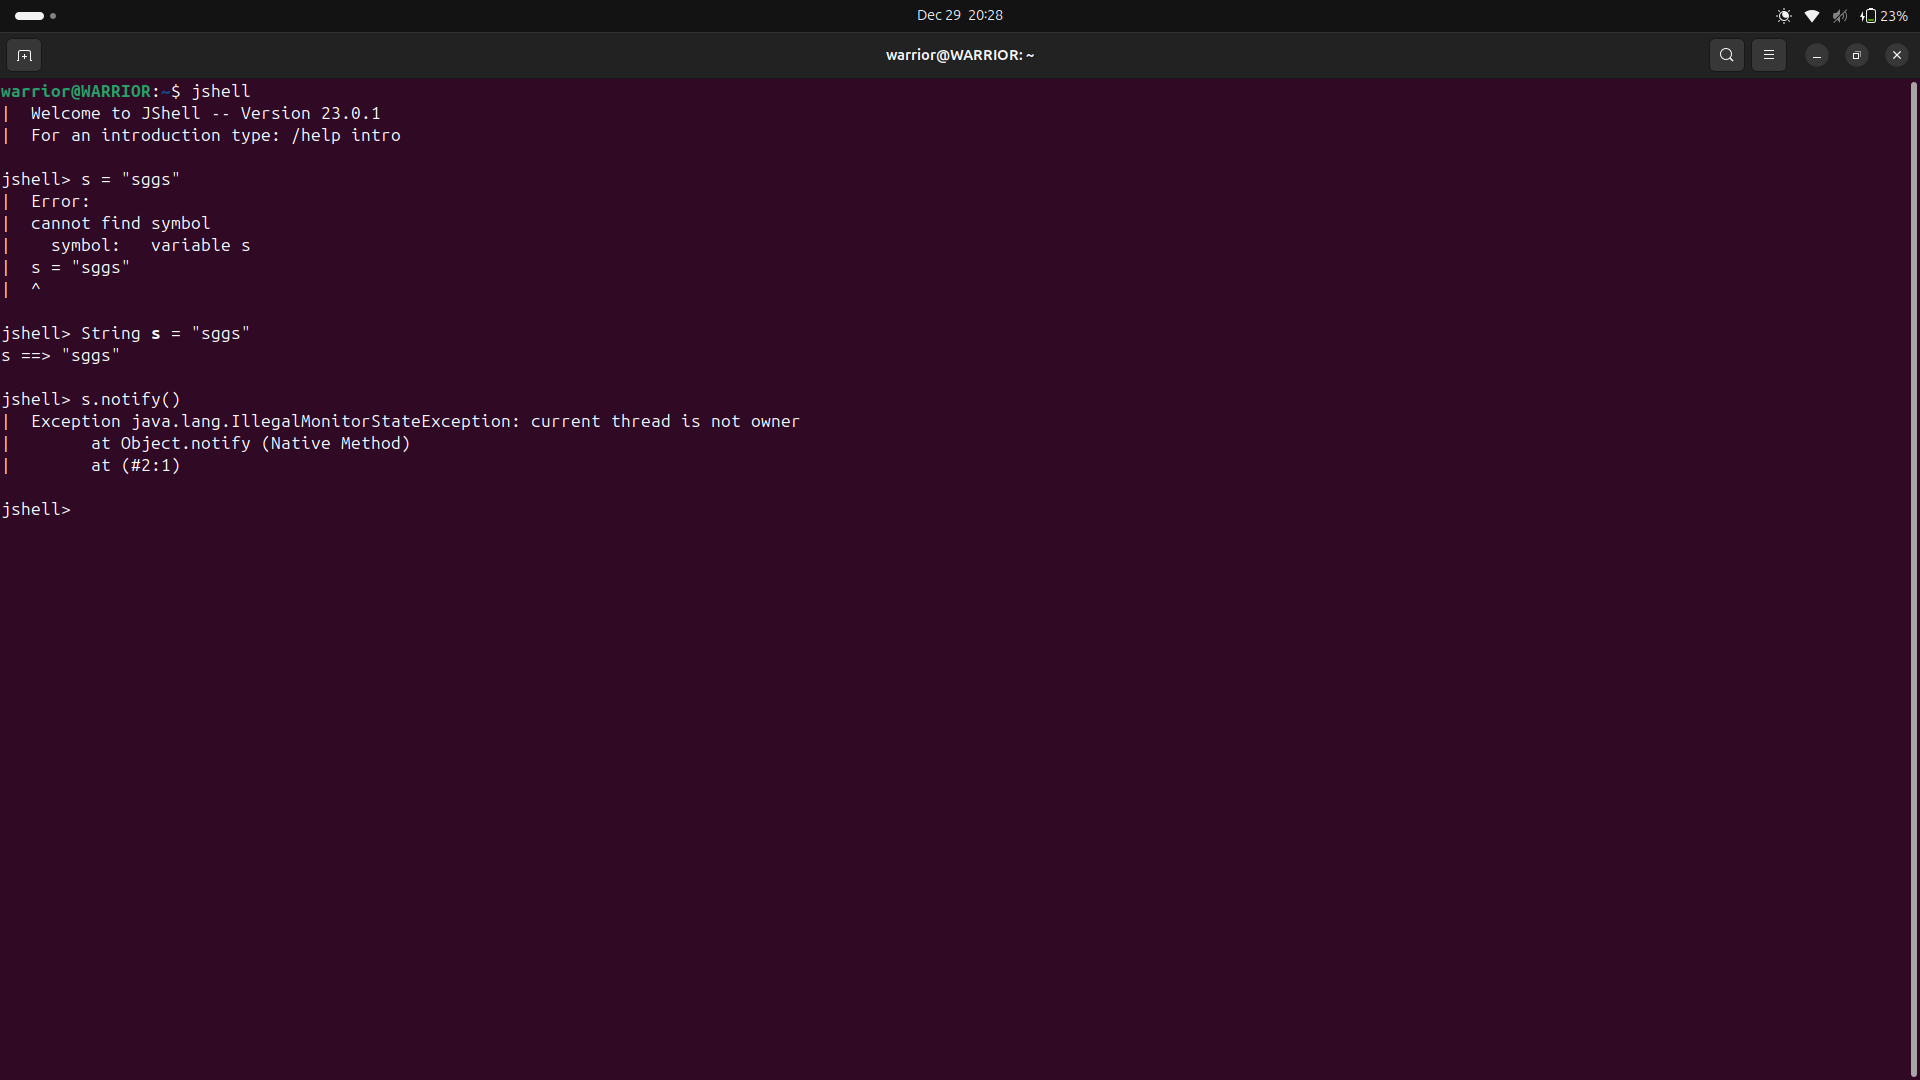 Dec 29 20:28
23%
warrior@WARRIOR: ~
warrior@WARRIOR:~$ jshell
|  Welcome to JShell -- Version 23.0.1
|  For an introduction type: /help intro

jshell> s = "sggs"
|  Error:
|  cannot find symbol
|    symbol:   variable s
|  s = "sggs"
|  ^

jshell> String s = "sggs"
s ==> "sggs"

jshell> s.notify()
|  Exception java.lang.IllegalMonitorStateException: current thread is not owner
|        at Object.notify (Native Method)
|        at (#2:1)

jshell>